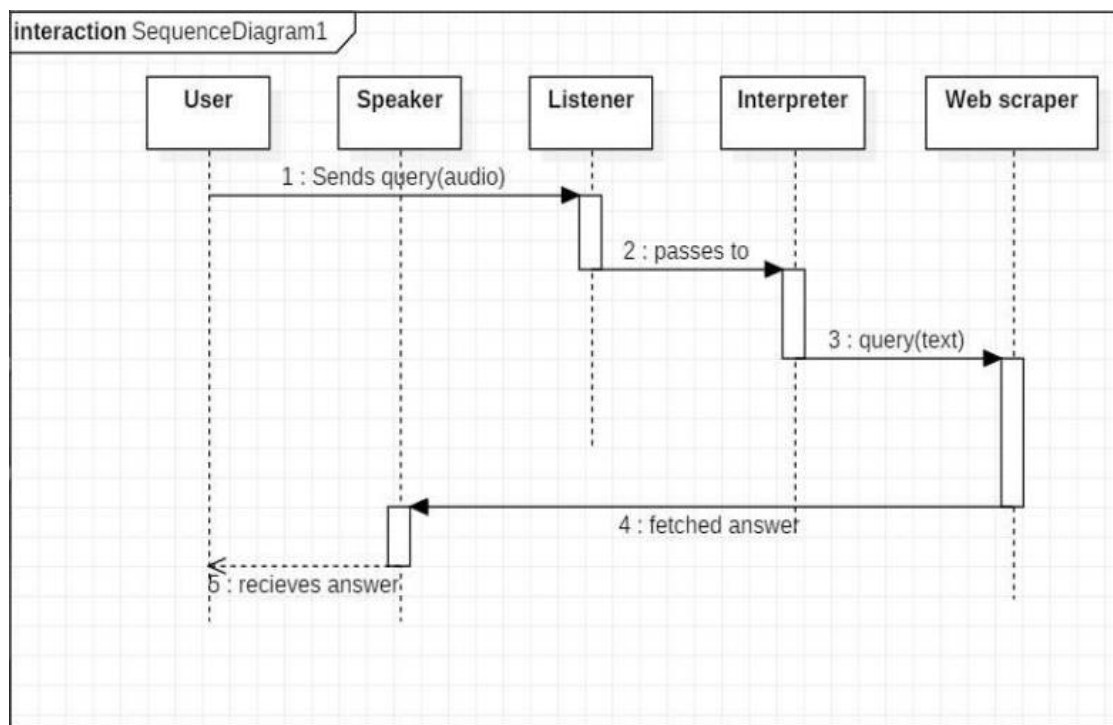 interaction SequenceDiagram1
User
Speaker
Listener
Interpreter
Web scraper
1 : Sends query(audio)
2 : passes to
3 : query(text)
4 : fetched answer
5 : recieves answer